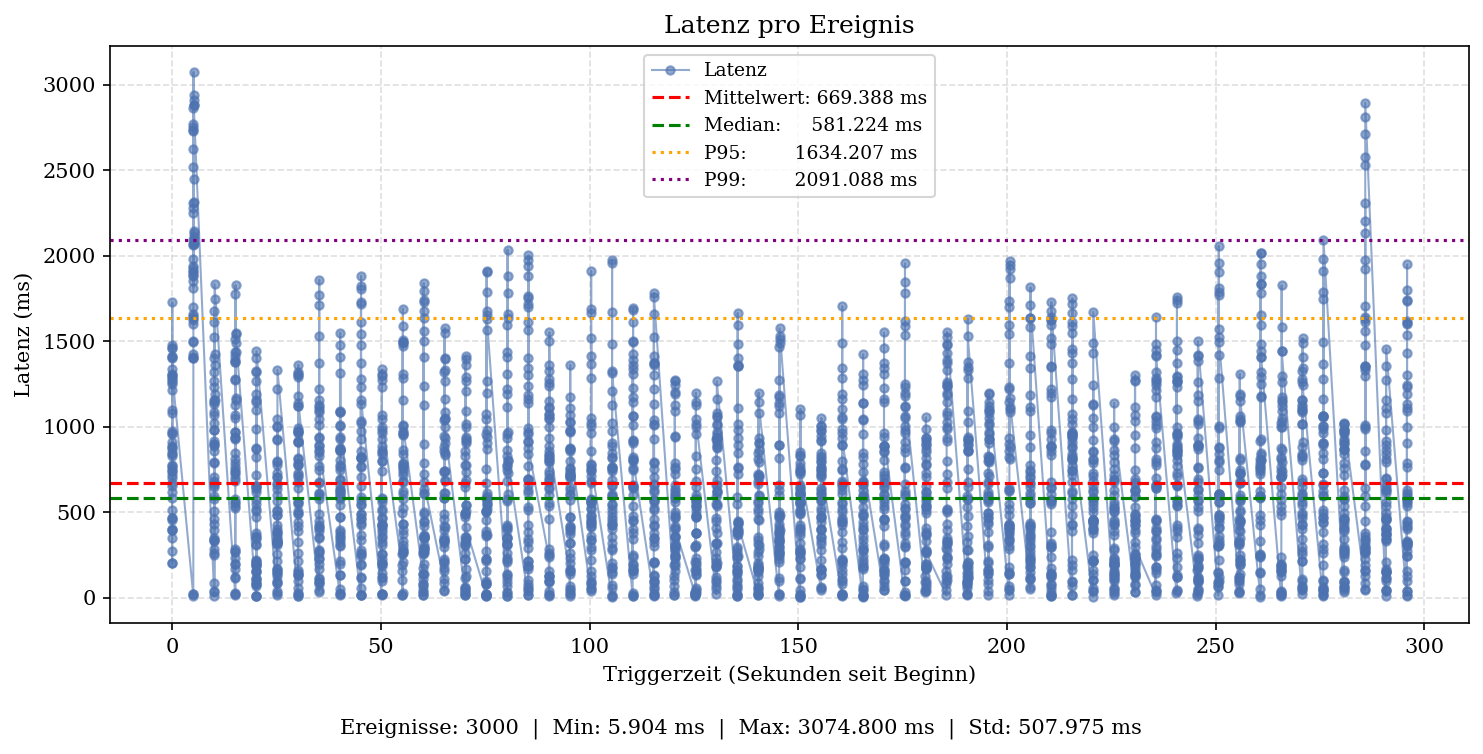 Latenz pro Ereignis
Latenz (ms)
3000
2500
2000
1500
1000
500
0
Latenz
Mittelwert: 669.388 ms
Median: 581.224 ms
P95: 1634.207 ms
P99: 2091.088 ms
0 50 100 150 200 250 300
Triggerzeit (Sekunden seit Beginn)
Ereignisse: 3000 | Min: 5.904 ms | Max: 3074.800 ms | Std: 507.975 ms